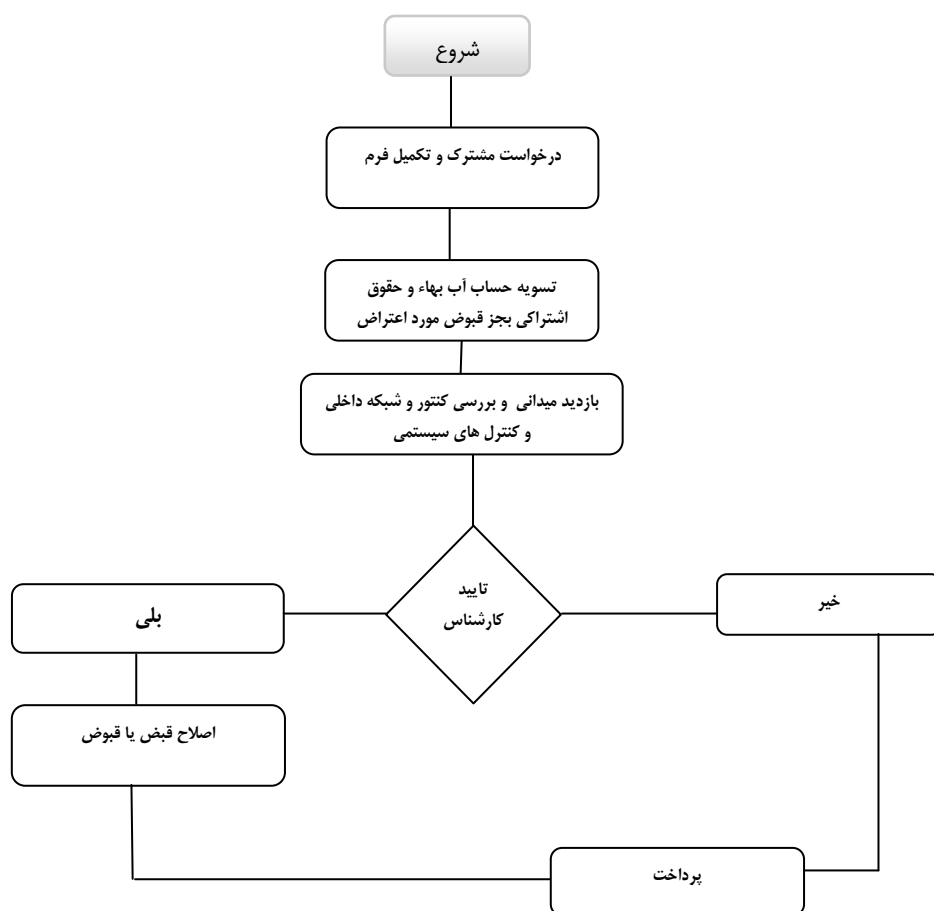 شروع
درخواست مشترک و تکمیل فرم
تسویه حساب آب بهاء و حقوق
اشتراکی بجز قبوض مورد اعتراض
بازدید میدانی و بررسی کنتور و شبکه داخلی
و کنترل های سیستمی
تایید
کارشناس
خیر
بلی
اصلاح قبض یا قبوض
پرداخت